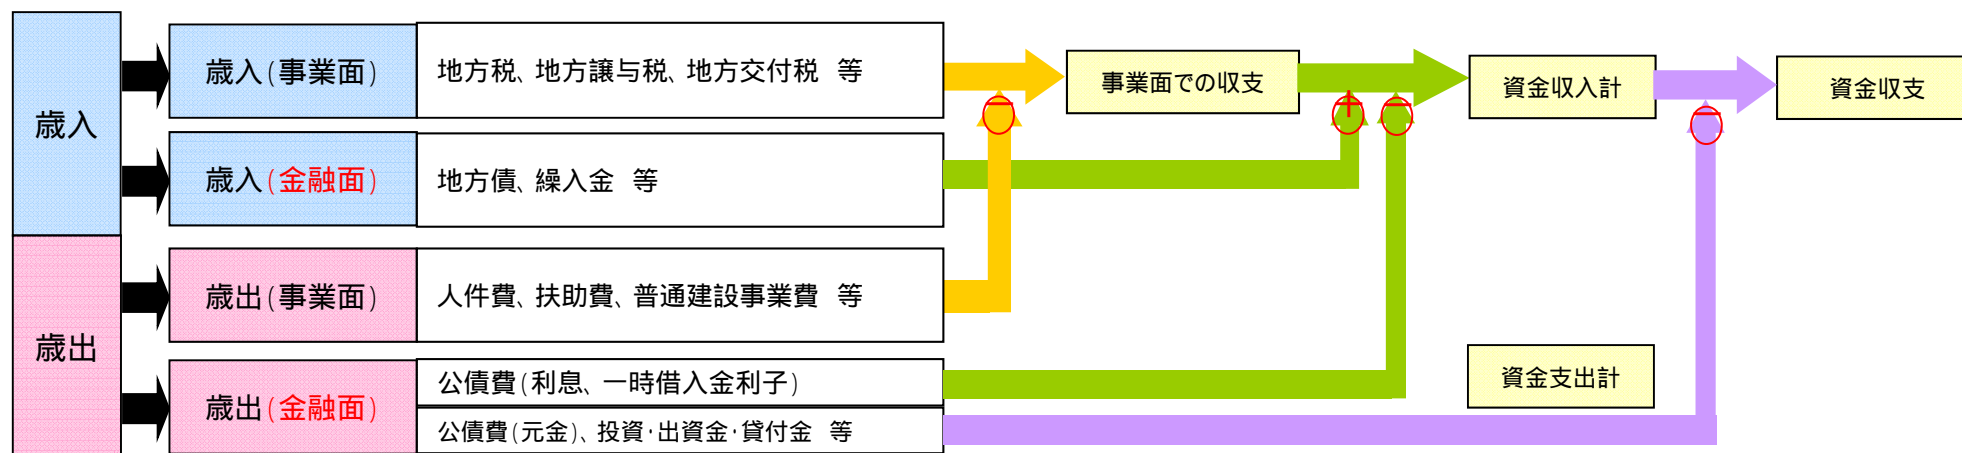 歳入
歳入(事業面)
地方税、地方譲与税、地方交付税 等
歳入(金融面)
地方債、繰入金 等
歳出
歳出(事業面)
人件費、扶助費、普通建設事業費 等
歳出(金融面)
公債費(利息、一時借入金利子)
公債費(元金)、投資・出資金・貸付金 等
事業面での収支
資金収入計
資金収支
資金支出計
－
＋
－
－